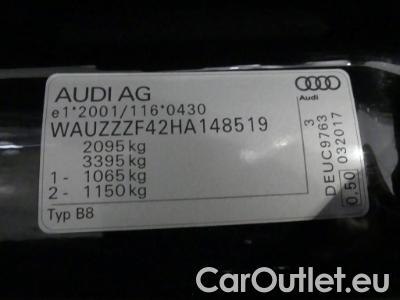 AUDI AG
Audi
e1*2001/116*0430
WAUZZZF42HA148519
2095 kg
3395 kg
1- 1065 kg
2- 1150 kg
Typ B8
DEUC9763 3
0.50 032017
CarOutlet.eu